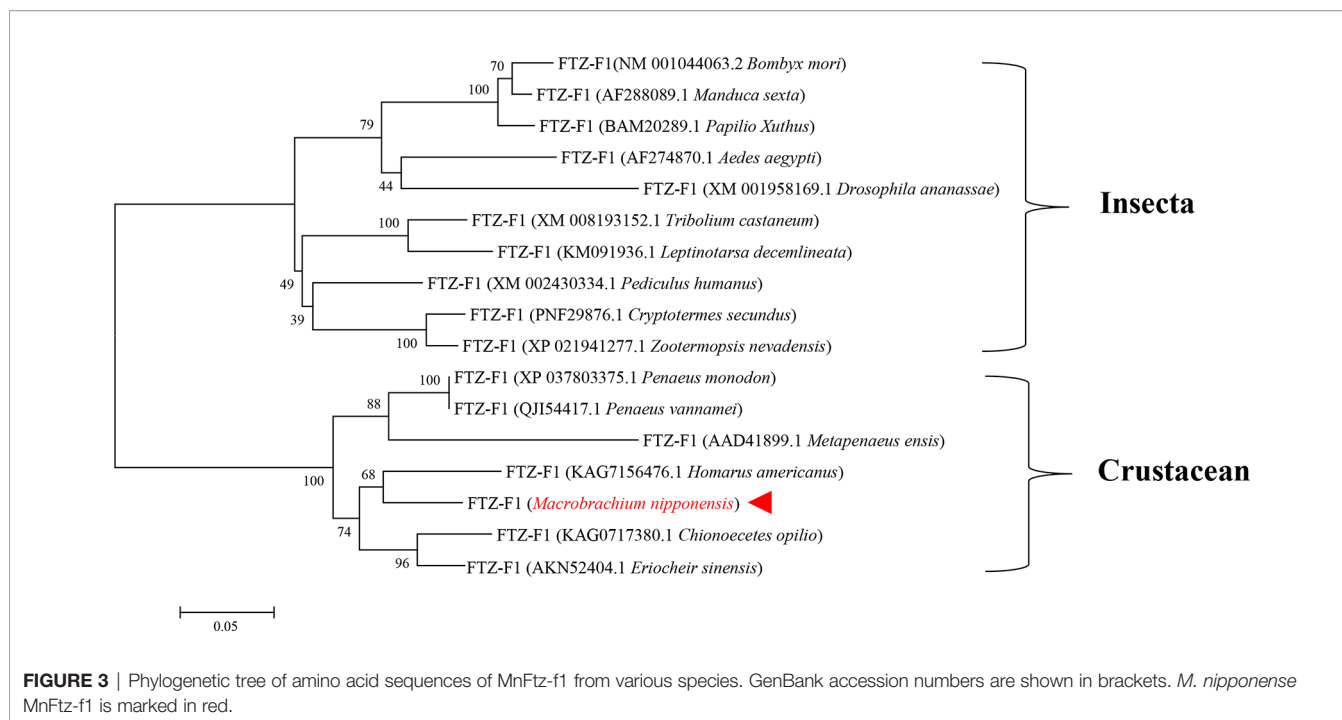 70
FTZ-F1(NM 001044063.2 Bombyx mori)
100
FTZ-F1 (AF288089.1 Manduca sexta)
FTZ-F1 (BAM20289.1 Papilio Xuthus)
79
FTZ-F1 (AF274870.1 Aedes aegypti)
44
FTZ-F1 (XM 001958169.1 Drosophila ananassae)
Insecta
100
FTZ-F1 (XM 008193152.1 Tribolium castaneum)
FTZ-F1 (KM091936.1 Leptinotarsa decemlineata)
49
FTZ-F1 (XM 002430334.1 Pediculus humanus)
39
FTZ-F1 (PNF29876.1 Cryptotermes secundus)
100
FTZ-F1 (XP 021941277.1 Zootermopsis nevadensis)
100
FTZ-F1 (XP 037803375.1 Penaeus monodon)
88
FTZ-F1 (QJI54417.1 Penaeus vannamei)
FTZ-F1 (AAD41899.1 Metapenaeus ensis)
100
68
FTZ-F1 (KAG7156476.1 Homarus americanus)
Crustacean
FTZ-F1 (Macrobrachium nipponensis)
74
FTZ-F1 (KAG0717380.1 Chionoecetes opilio)
96
FTZ-F1 (AKN52404.1 Eriocheir sinensis)
0.05
FIGURE 3 | Phylogenetic tree of amino acid sequences of MnFtz-f1 from various species. GenBank accession numbers are shown in brackets. M. nipponense
MnFtz-f1 is marked in red.